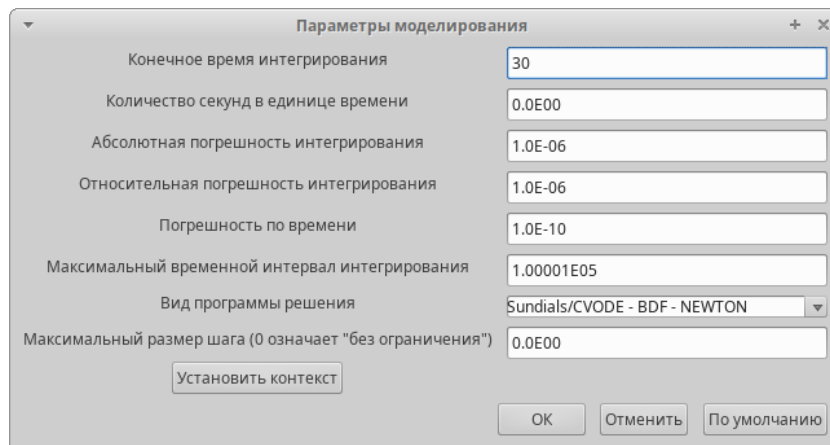 Параметры моделирования
Конечное время интегрирования 30
Количество секунд в единице времени 0.0E00
Абсолютная погрешность интегрирования 1.0E-06
Относительная погрешность интегрирования 1.0E-06
Погрешность по времени 1.0E-10
Максимальный временной интервал интегрирования 1.00001E05
Вид программы решения Sundials/CVODE - BDF - NEWTON
Максимальный размер шага (0 означает "без ограничения") 0.0E00
Установить контекст
ОК Отменить По умолчанию